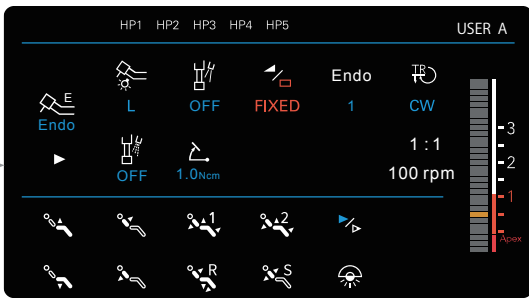 HP1 HP2 HP3 HP4 HP5 USER A
E
Endo
L
OFF
FIXED
Endo
1
TR
CW
OFF
1.0Ncm
1 : 1
100 rpm
3
2
1
Apex
1
2
R
S